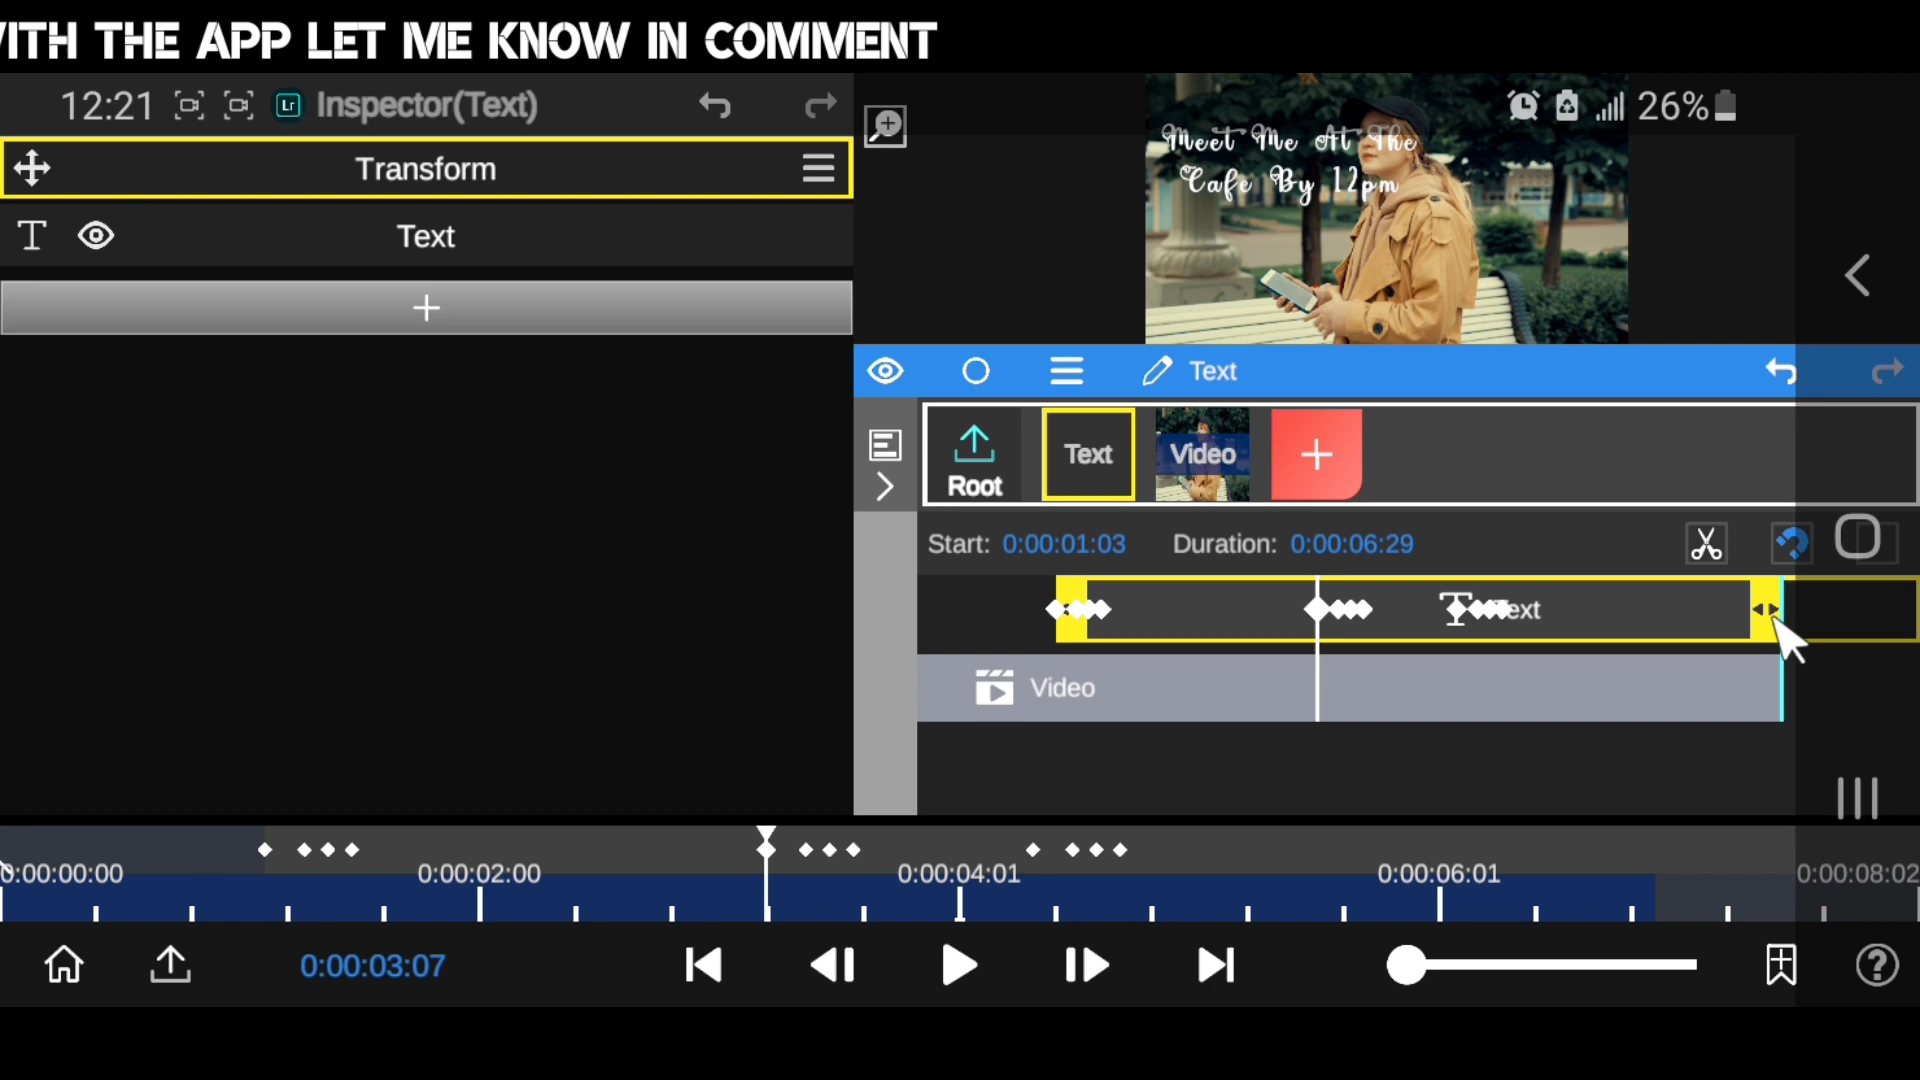 WITH THE APP LET ME KNOW IN COMMENT
12:21 Lr Inspector(Text) 26%
Transform
Text
Meet Me At The
Cafe By 12pm
Text
Root Text Video
Start: 0:00:01:03 Duration: 0:00:06:29
Text
Video
0:00:00:00 0:00:02:00 0:00:04:01 0:00:06:01 0:00:08:02
0:00:03:07